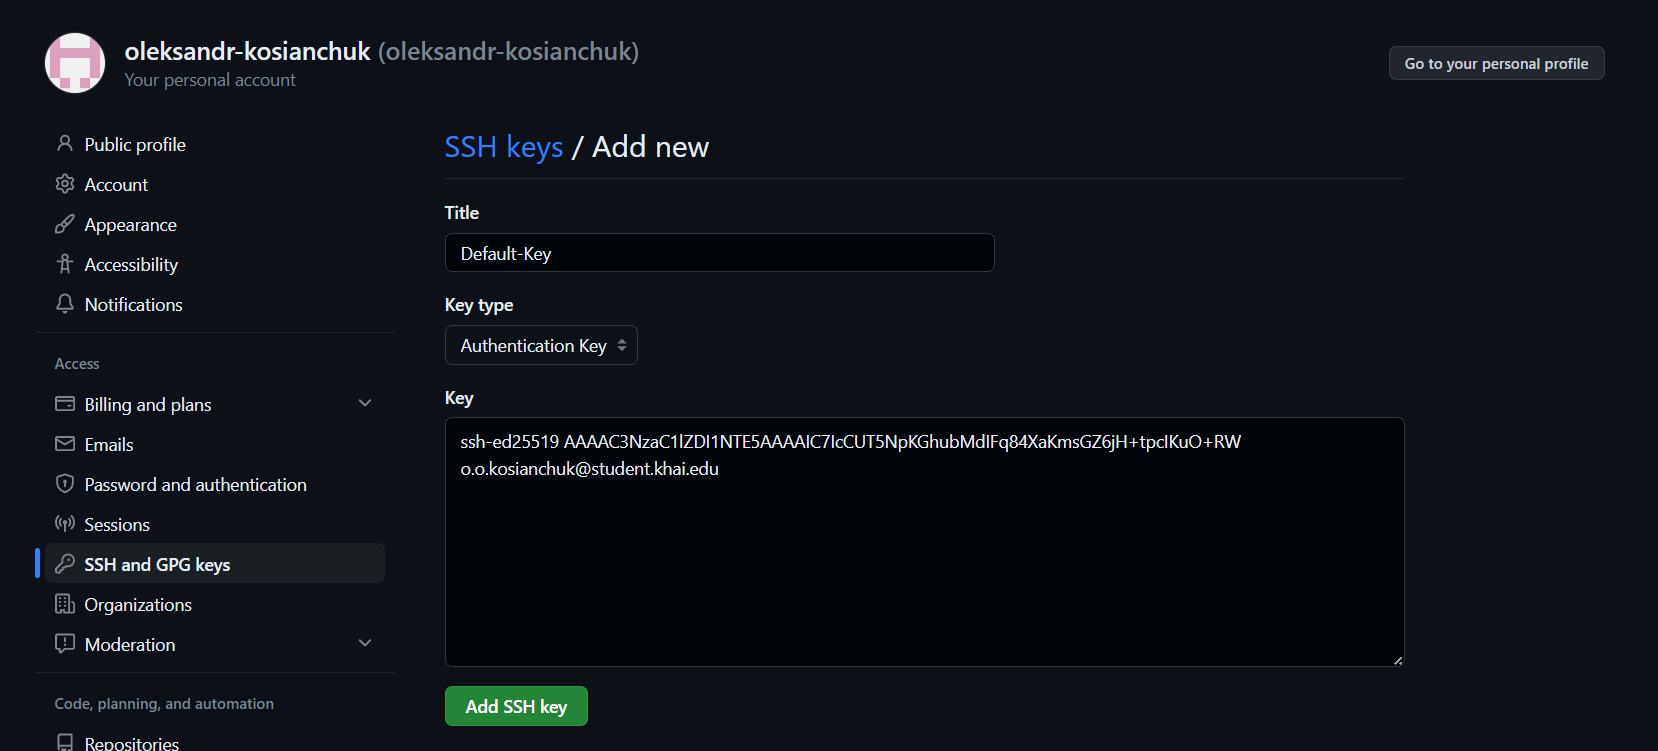 oleksandr-kosianchuk (oleksandr-kosianchuk)
Your personal account
Go to your personal profile
Public profile
Account
Appearance
Accessibility
Notifications
Access
Billing and plans
Emails
Password and authentication
Sessions
SSH and GPG keys
Organizations
Moderation
Code, planning, and automation
Repositories
SSH keys / Add new
Title
Default-Key
Key type
Authentication Key
Key
ssh-ed25519 AAAAC3NzaC1lZDI1NTE5AAAAIC7IcCUT5NpKGhubMdIFq84XaKmsGZ6jH+tpcIKuO+RW
o.o.kosianchuk@student.khai.edu
Add SSH key